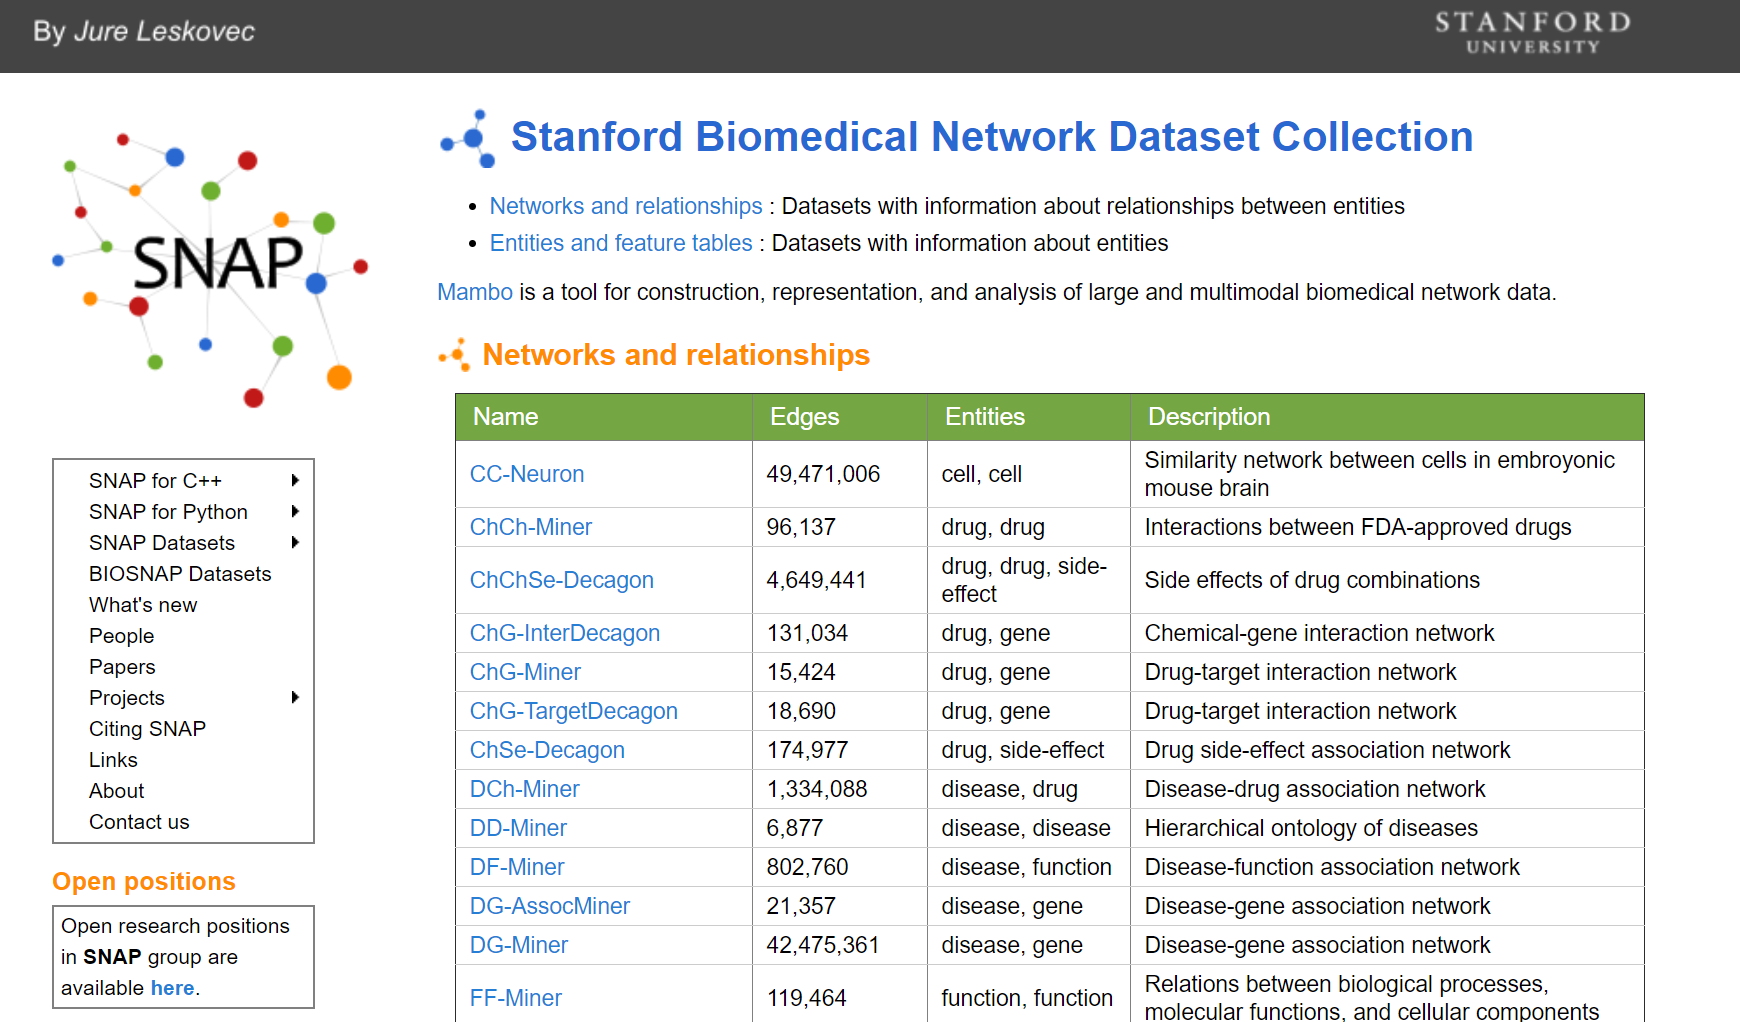 By Jure Leskovec
STANFORD
UNIVERSITY
SNAP
SNAP for C++
SNAP for Python
SNAP Datasets
BIOSNAP Datasets
What's new
People
Papers
Projects
Citing SNAP
Links
About
Contact us
Open positions
Open research positions
in SNAP group are
available here.
Stanford Biomedical Network Dataset Collection
• Networks and relationships : Datasets with information about relationships between entities
• Entities and feature tables : Datasets with information about entities
Mambo is a tool for construction, representation, and analysis of large and multimodal biomedical network data.
Networks and relationships
Name Edges Entities Description
CC-Neuron 49,471,006 cell, cell Similarity network between cells in embroyonic
mouse brain
ChCh-Miner 96,137 drug, drug Interactions between FDA-approved drugs
ChChSe-Decagon 4,649,441 drug, drug, side-
effect Side effects of drug combinations
ChG-InterDecagon 131,034 drug, gene Chemical-gene interaction network
ChG-Miner 15,424 drug, gene Drug-target interaction network
ChG-TargetDecagon 18,690 drug, gene Drug-target interaction network
ChSe-Decagon 174,977 drug, side-effect Drug side-effect association network
DCh-Miner 1,334,088 disease, drug Disease-drug association network
DD-Miner 6,877 disease, disease Hierarchical ontology of diseases
DF-Miner 802,760 disease, function Disease-function association network
DG-AssocMiner 21,357 disease, gene Disease-gene association network
DG-Miner 42,475,361 disease, gene Disease-gene association network
FF-Miner 119,464 function, function Relations between biological processes,
molecular functions, and cellular components